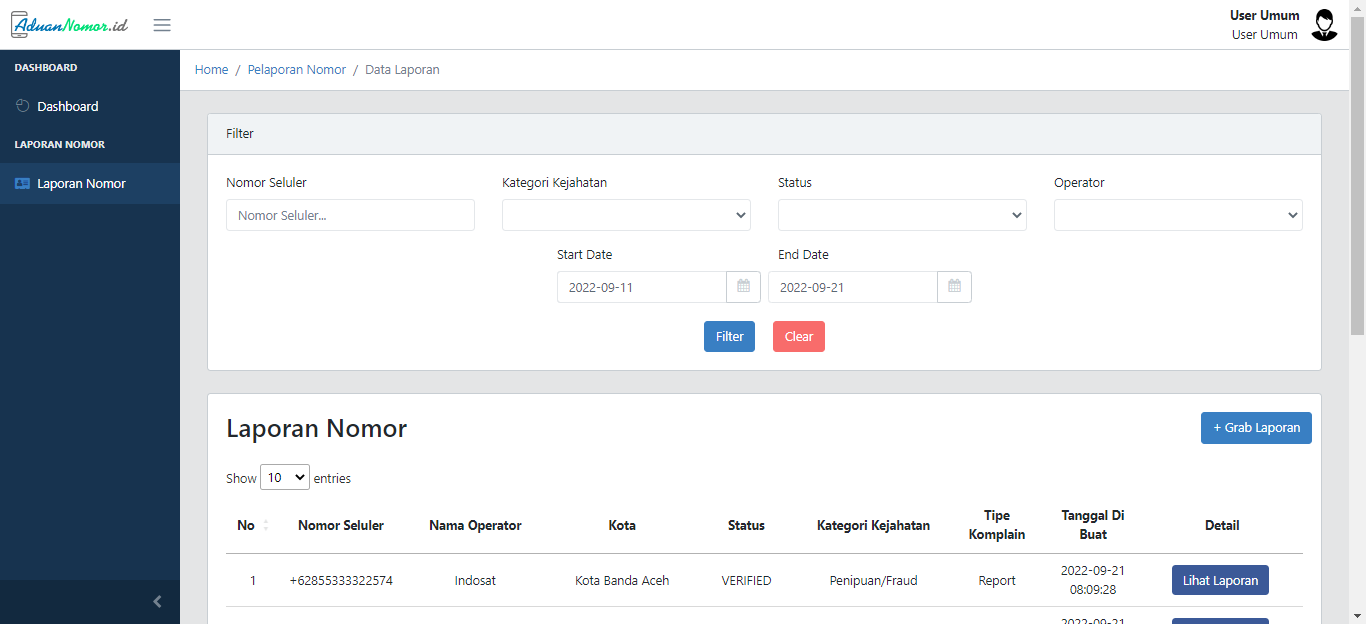 AduanNomor.id
User Umum
User Umum
DASHBOARD
Dashboard
LAPORAN NOMOR
Laporan Nomor
Home / Pelaporan Nomor / Data Laporan
Filter
Nomor Seluler
Kategori Kejahatan
Status
Operator
Nomor Seluler...
Start Date
End Date
2022-09-11
2022-09-21
Filter
Clear
Laporan Nomor
+ Grab Laporan
Show 10 entries
No
Nomor Seluler
Nama Operator
Kota
Status
Kategori Kejahatan
Tipe
Komplain
Tanggal Di
Buat
Detail
1
+62855333322574
Indosat
Kota Banda Aceh
VERIFIED
Penipuan/Fraud
Report
2022-09-21
08:09:28
Lihat Laporan
2022-09-21